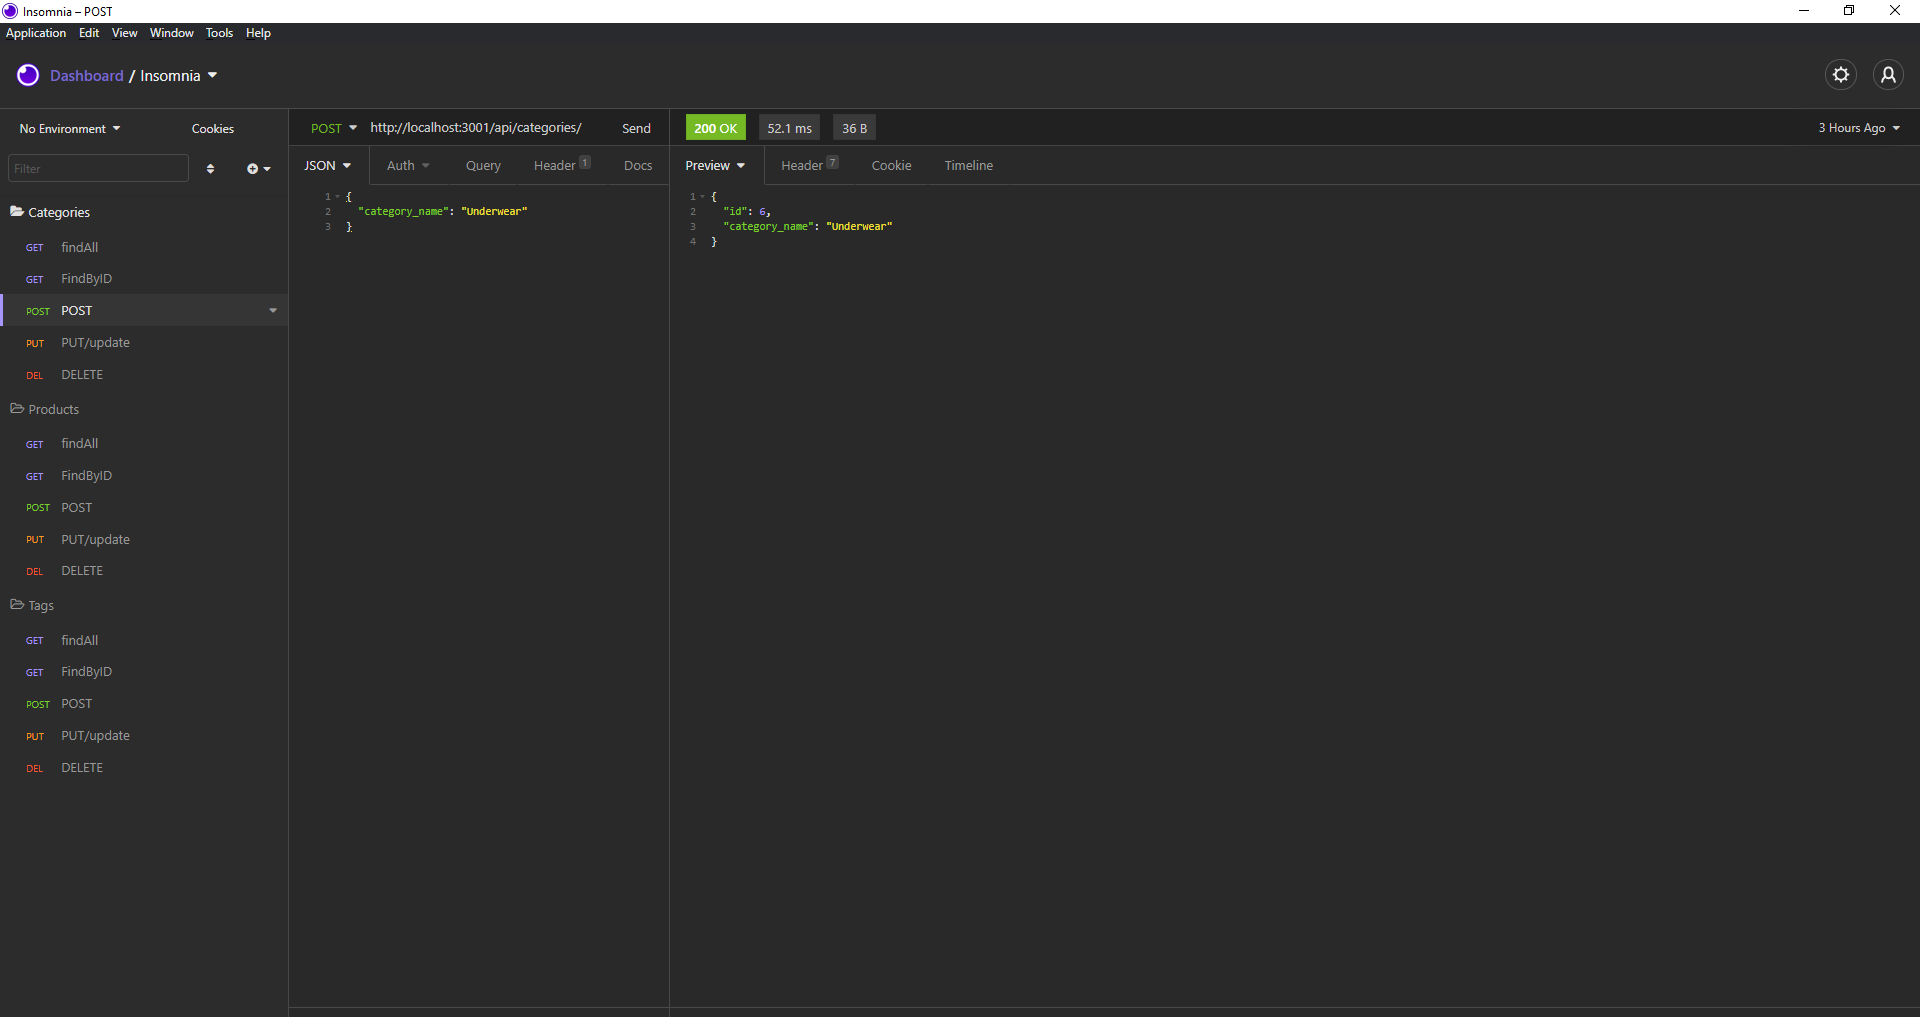 Insomnia – POST
Application Edit View Window Tools Help
Dashboard / Insomnia
No Environment Cookies
Filter
Categories
GET findAll
GET FindByID
POST POST
PUT PUT/update
DEL DELETE
Products
GET findAll
GET FindByID
POST POST
PUT PUT/update
DEL DELETE
Tags
GET findAll
GET FindByID
POST POST
PUT PUT/update
DEL DELETE
POST http://localhost:3001/api/categories/ Send
JSON Auth Query Header 1 Docs
1 {
2 "category_name": "Underwear"
3 }
200 OK 52.1 ms 36 B 3 Hours Ago
Preview Header 7 Cookie Timeline
1 {
2 "id": 6,
3 "category_name": "Underwear"
4 }